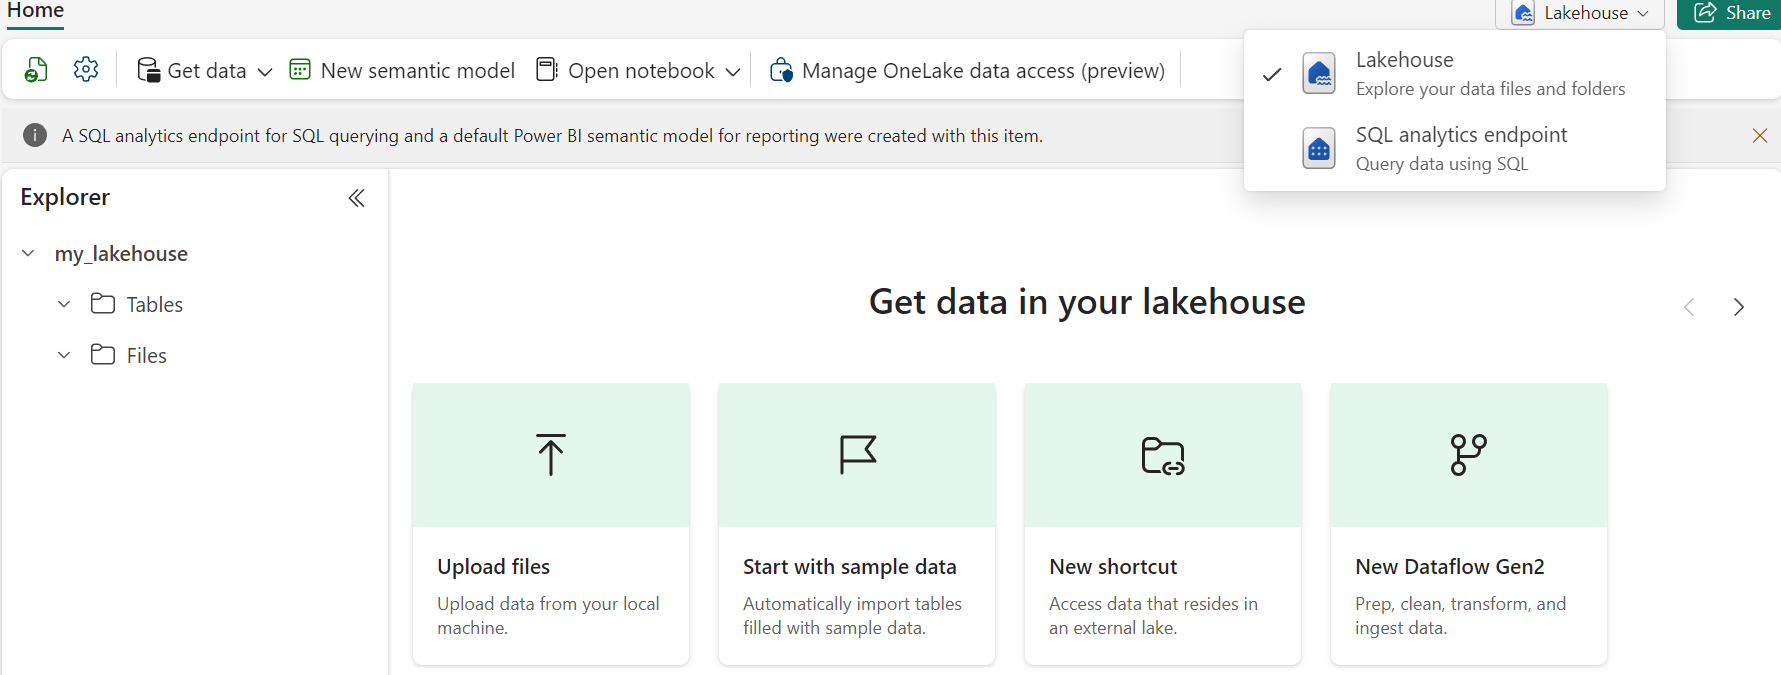 Home
Lakehouse
Share
Get data
New semantic model
Open notebook
Manage OneLake data access (preview)
Lakehouse
Explore your data files and folders
SQL analytics endpoint
Query data using SQL
A SQL analytics endpoint for SQL querying and a default Power BI semantic model for reporting were created with this item.
Explorer
my_lakehouse
Tables
Files
Get data in your lakehouse
Upload files
Upload data from your local
machine.
Start with sample data
Automatically import tables
filled with sample data.
New shortcut
Access data that resides in
an external lake.
New Dataflow Gen2
Prep, clean, transform, and
ingest data.